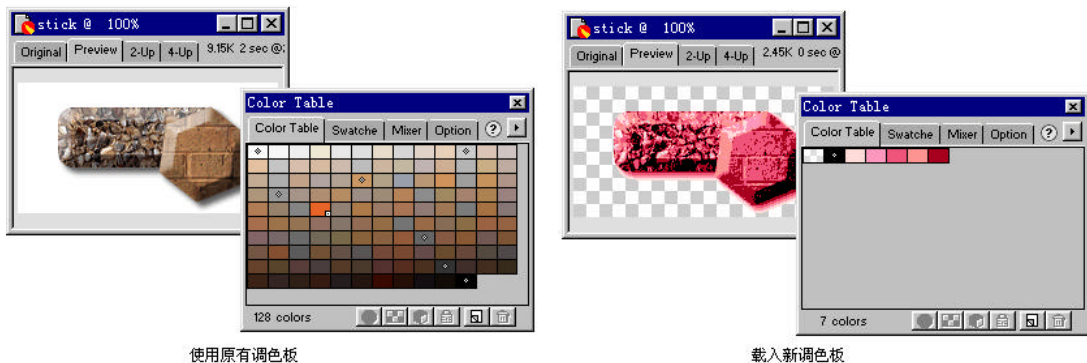 stick @ 100%
Original Preview 2-Up 4-Up 9.15K 2 sec @
Color Table
Color Table Swatche Mixer Option ?
128 colors
使用原有调色板
stick @ 100%
Original Preview 2-Up 4-Up 2.45K 0 sec @
Color Table
Color Table Swatche Mixer Option ?
7 colors
载入新调色板